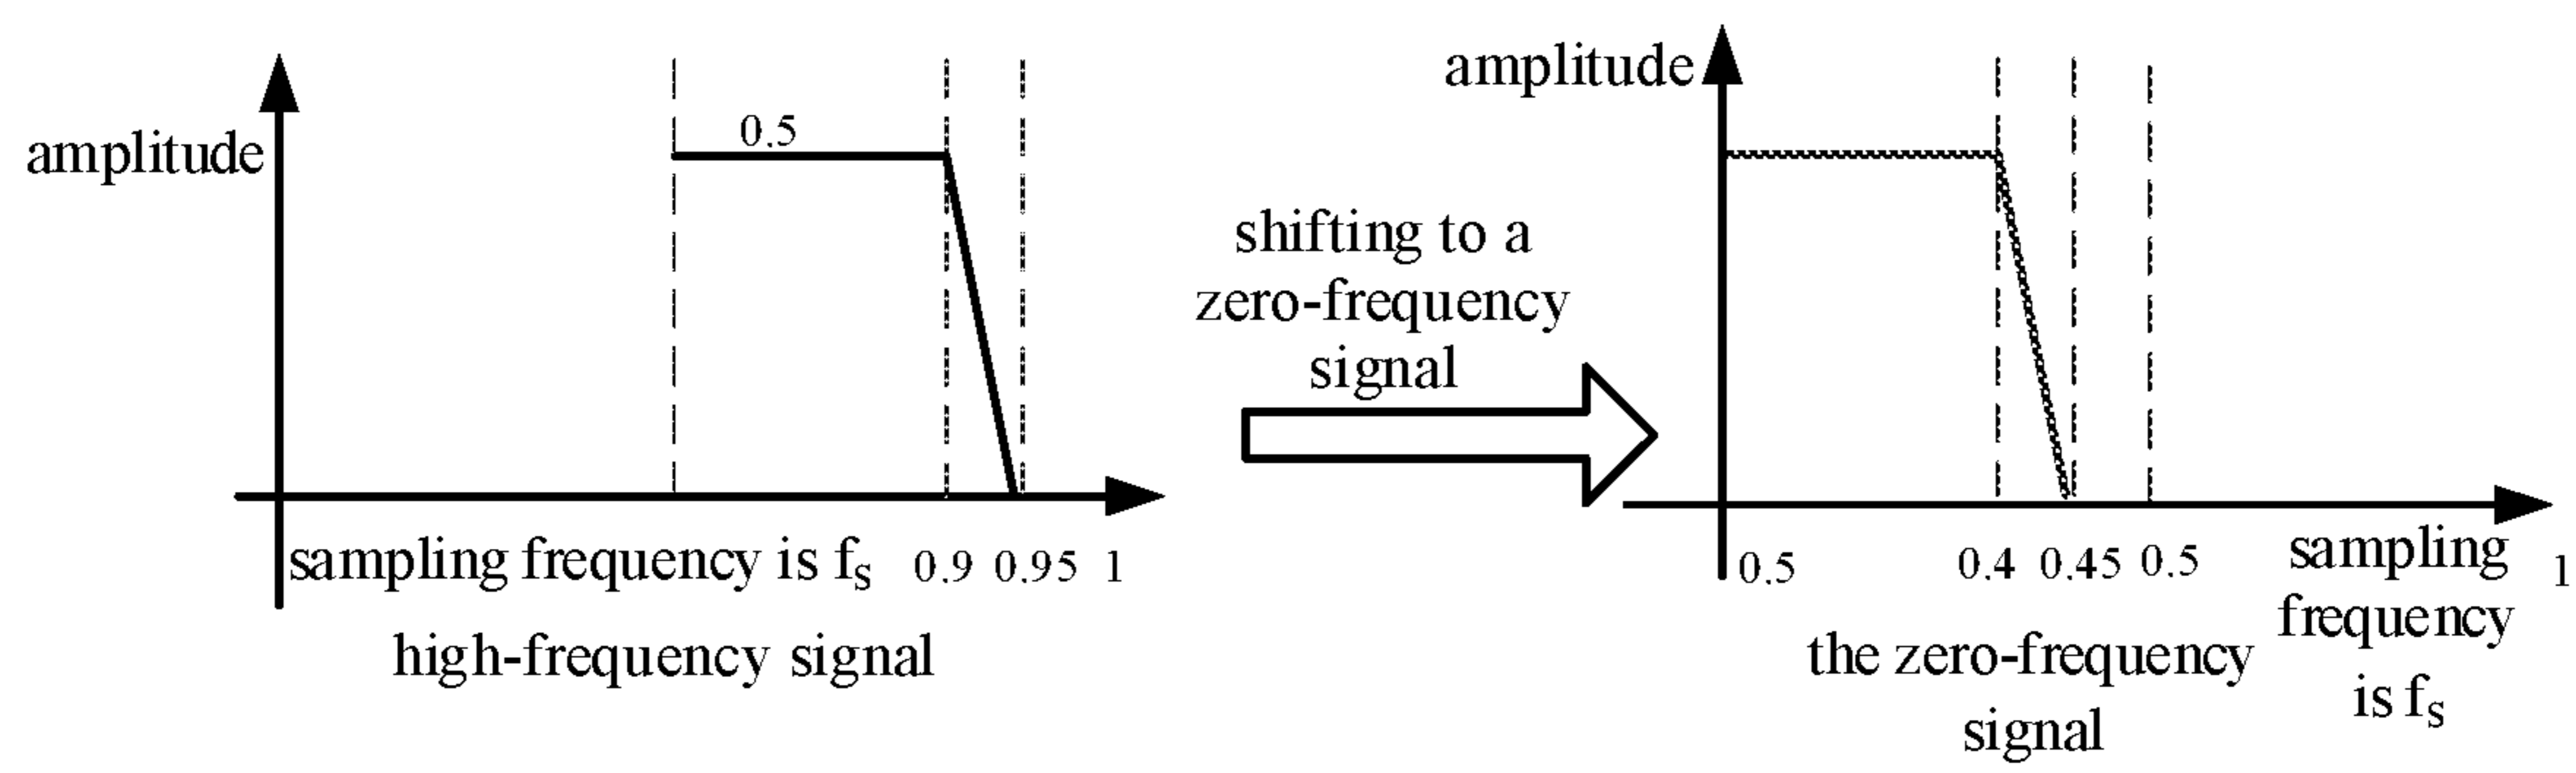 amplitude
0.5
sampling frequency is fs 0.9 0.95 1
high-frequency signal
shifting to a
zero-frequency
signal
amplitude
0.5 0.4 0.45 0.5
sampling
frequency
is fs
1
the zero-frequency
signal